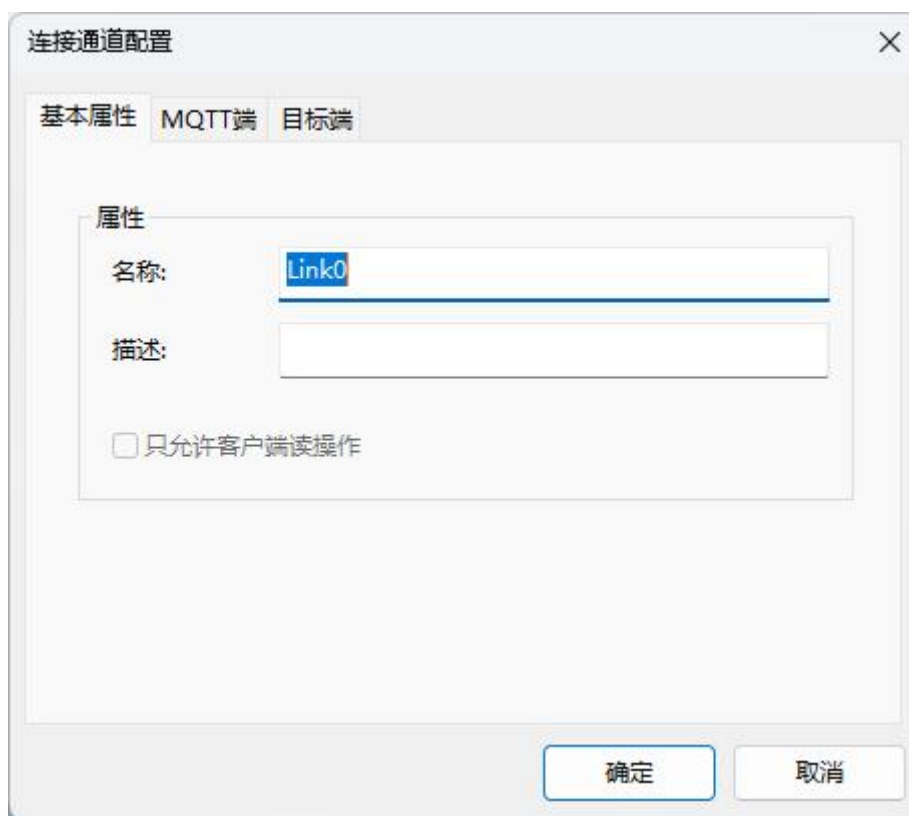 连接通道配置
基本属性 MQTT端 目标端
属性
名称: Link0
描述:
只允许客户端读操作
确定 取消